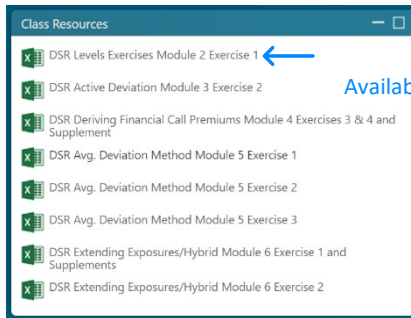 Class Resources
DSR Levels Exercises Module 2 Exercise 1
DSR Active Deviation Module 3 Exercise 2
DSR Deriving Financial Call Premiums Module 4 Exercises 3 & 4 and
Supplement
DSR Avg. Deviation Method Module 5 Exercise 1
DSR Avg. Deviation Method Module 5 Exercise 2
DSR Avg. Deviation Method Module 5 Exercise 3
DSR Extending Exposures/Hybrid Module 6 Exercise 1 and
Supplements
DSR Extending Exposures/Hybrid Module 6 Exercise 2